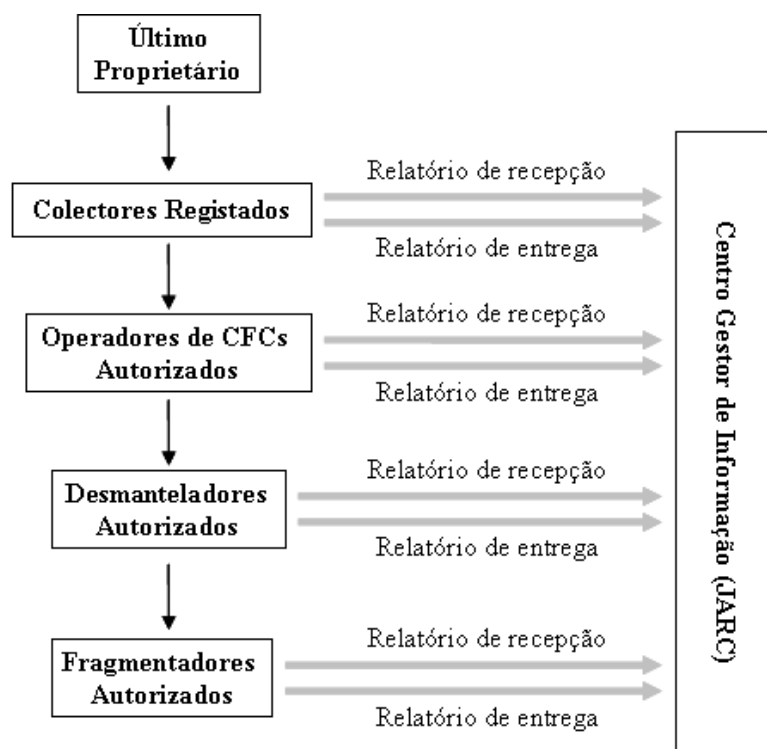 Último
Proprietário
Relatório de recepção
Colectores Registados
Relatório de entrega
Relatório de recepção
Operadores de CFCs
Autorizados
Relatório de entrega
Relatório de recepção
Desmanteladores
Autorizados
Relatório de entrega
Relatório de recepção
Fragmentadores
Autorizados
Relatório de entrega
Centro Gestor de Informação (JARC)